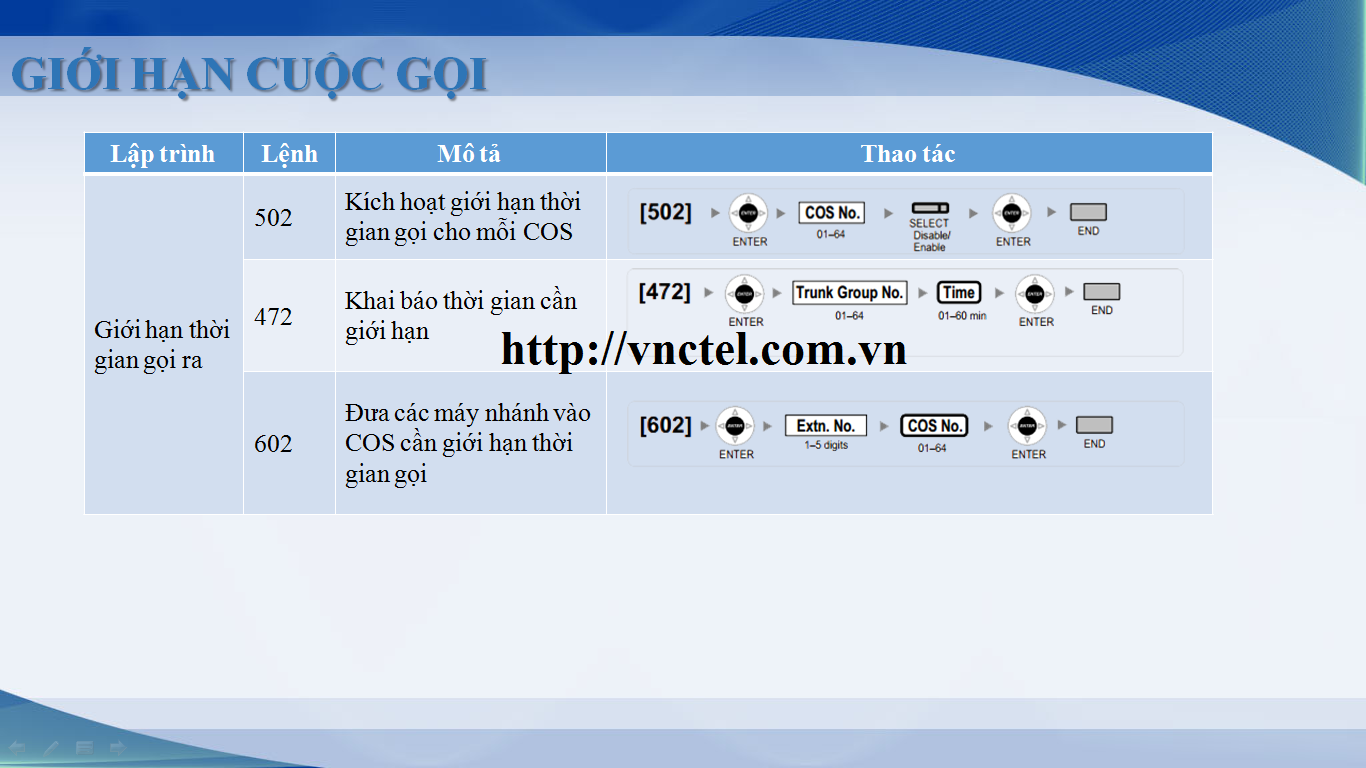 GIỚI HẠN CUỘC GỌI
Lập trình Lệnh Mô tả Thao tác
Giới hạn thời
gian gọi ra
502
Kích hoạt giới hạn thời
gian gọi cho mỗi COS
[502] ENTER COS No. SELECT ENTER END
01–64 Disable/
Enable
472
Khai báo thời gian cần
giới hạn
[472] ENTER Trunk Group No. Time ENTER END
01–64 01–60 min
http://vnctel.com.vn
602
Đưa các máy nhánh vào
COS cần giới hạn thời
gian gọi
[602] ENTER Extn. No. COS No. ENTER END
1–5 digits 01–64